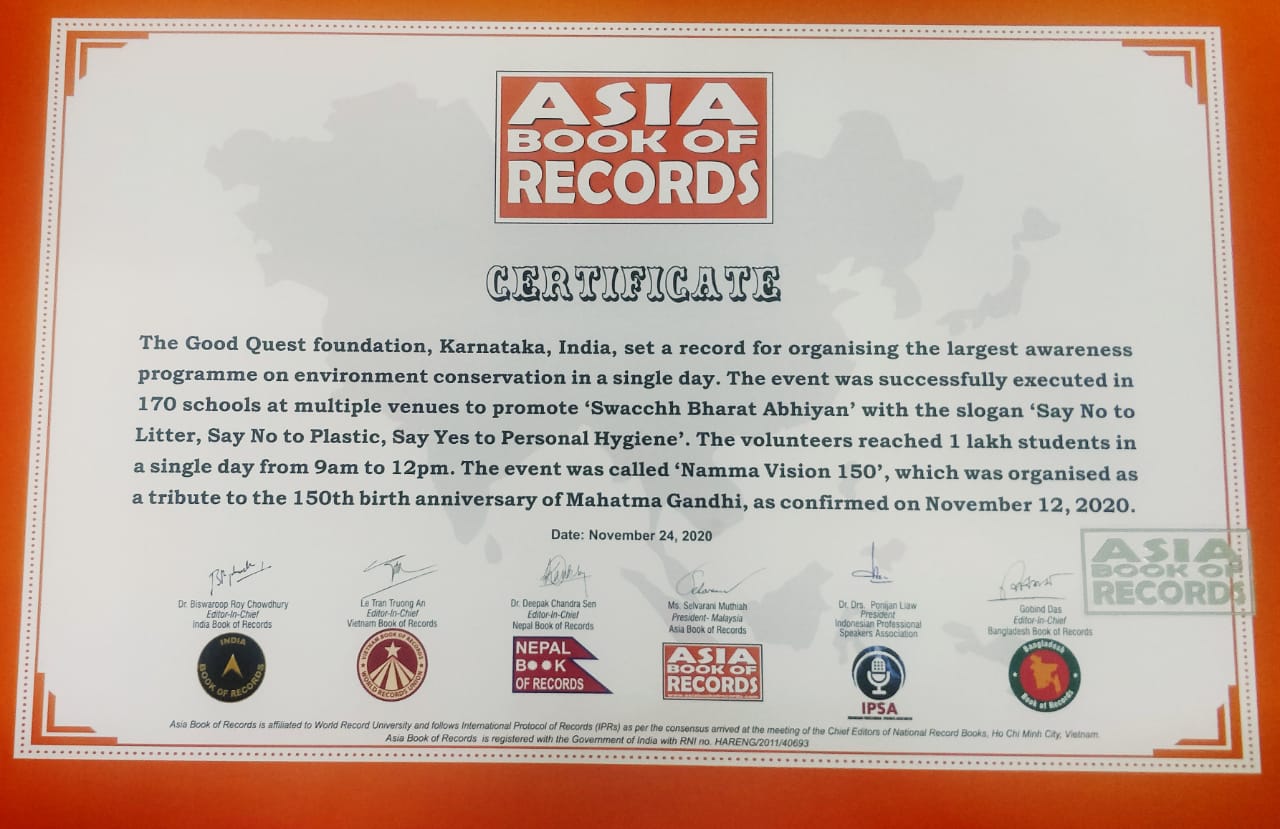 ASIA
BOOK OF
RECORDS
CERTIFICATE
The Good Quest foundation, Karnataka, India, set a record for organising the largest awareness
programme on environment conservation in a single day. The event was successfully executed in
170 schools at multiple venues to promote ‘Swacchh Bharat Abhiyan’ with the slogan ‘Say No to
Litter, Say No to Plastic, Say Yes to Personal Hygiene’. The volunteers reached 1 lakh students in
a single day from 9am to 12pm. The event was called ‘Namma Vision 150’, which was organised as
a tribute to the 150th birth anniversary of Mahatma Gandhi, as confirmed on November 12, 2020.
Date: November 24, 2020
ASIA
BOOK OF
RECORDS
Dr. Biswaroop Roy Chowdhury
Editor-In-Chief
India Book of Records
INDIA
BOOK OF RECORDS
Le Tran Truong An
Editor-In-Chief
Vietnam Book of Records
VIETNAM BOOK OF RECORDS
WORLD RECORDS UNION
Dr. Deepak Chandra Sen
Editor-In-Chief
Nepal Book of Records
NEPAL
BOOK
OF RECORDS
Ms. Selvarani Muthiah
President- Malaysia
Asia Book of Records
ASIA
BOOK OF
RECORDS
Dr. Drs. Ponijan Liaw
President
Indonesian Professional
Speakers Association
IPSA
Gobind Das
Editor-in-Chief
Bangladesh Book of Records
Bangladesh
Book of Records
Asia Book of Records is affiliated to World Record University and follows International Protocol of Records (IPRs) as per the consensus arrived at the meeting of the Chief Editors of National Record Books, Ho Chi Minh City, Vietnam.
Asia Book of Records is registered with the Government of India with RNI no. HARENG/2011/40693